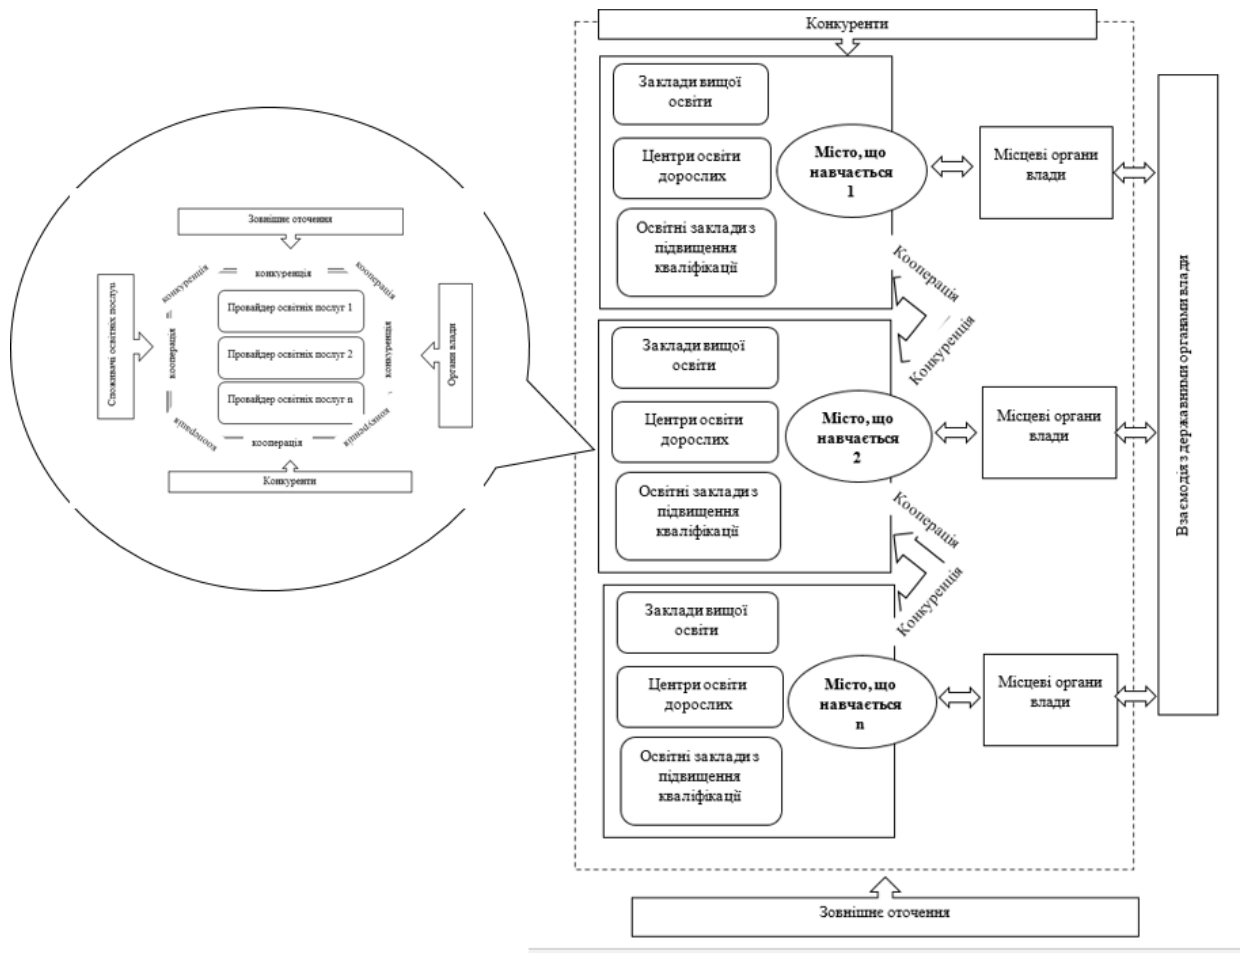 Конкуренти
Заклади вищої
освіти
Центри освіти
дорослих
Освітні заклади з
підвищення
кваліфікації
Місто, що
навчається
1
Місцеві органи
влади
Кооперація
Конкуренція
Заклади вищої
освіти
Центри освіти
дорослих
Освітні заклади з
підвищення
кваліфікації
Місто, що
навчається
2
Місцеві органи
влади
Кооперація
Конкуренція
Заклади вищої
освіти
Центри освіти
дорослих
Освітні заклади з
підвищення
кваліфікації
Місто, що
навчається
n
Місцеві органи
влади
Взаємодія з державними органами влади
Зовнішнє оточення
Зовнішнє оточення
конкуренція
конкуренція
кооперація
Споживачі освітніх послуг
кооперація
Провайдер освітніх послуг 1
Провайдер освітніх послуг 2
Провайдер освітніх послуг n
конкуренція
Органи влади
кооперація
кооперація
конкуренція
Конкуренти